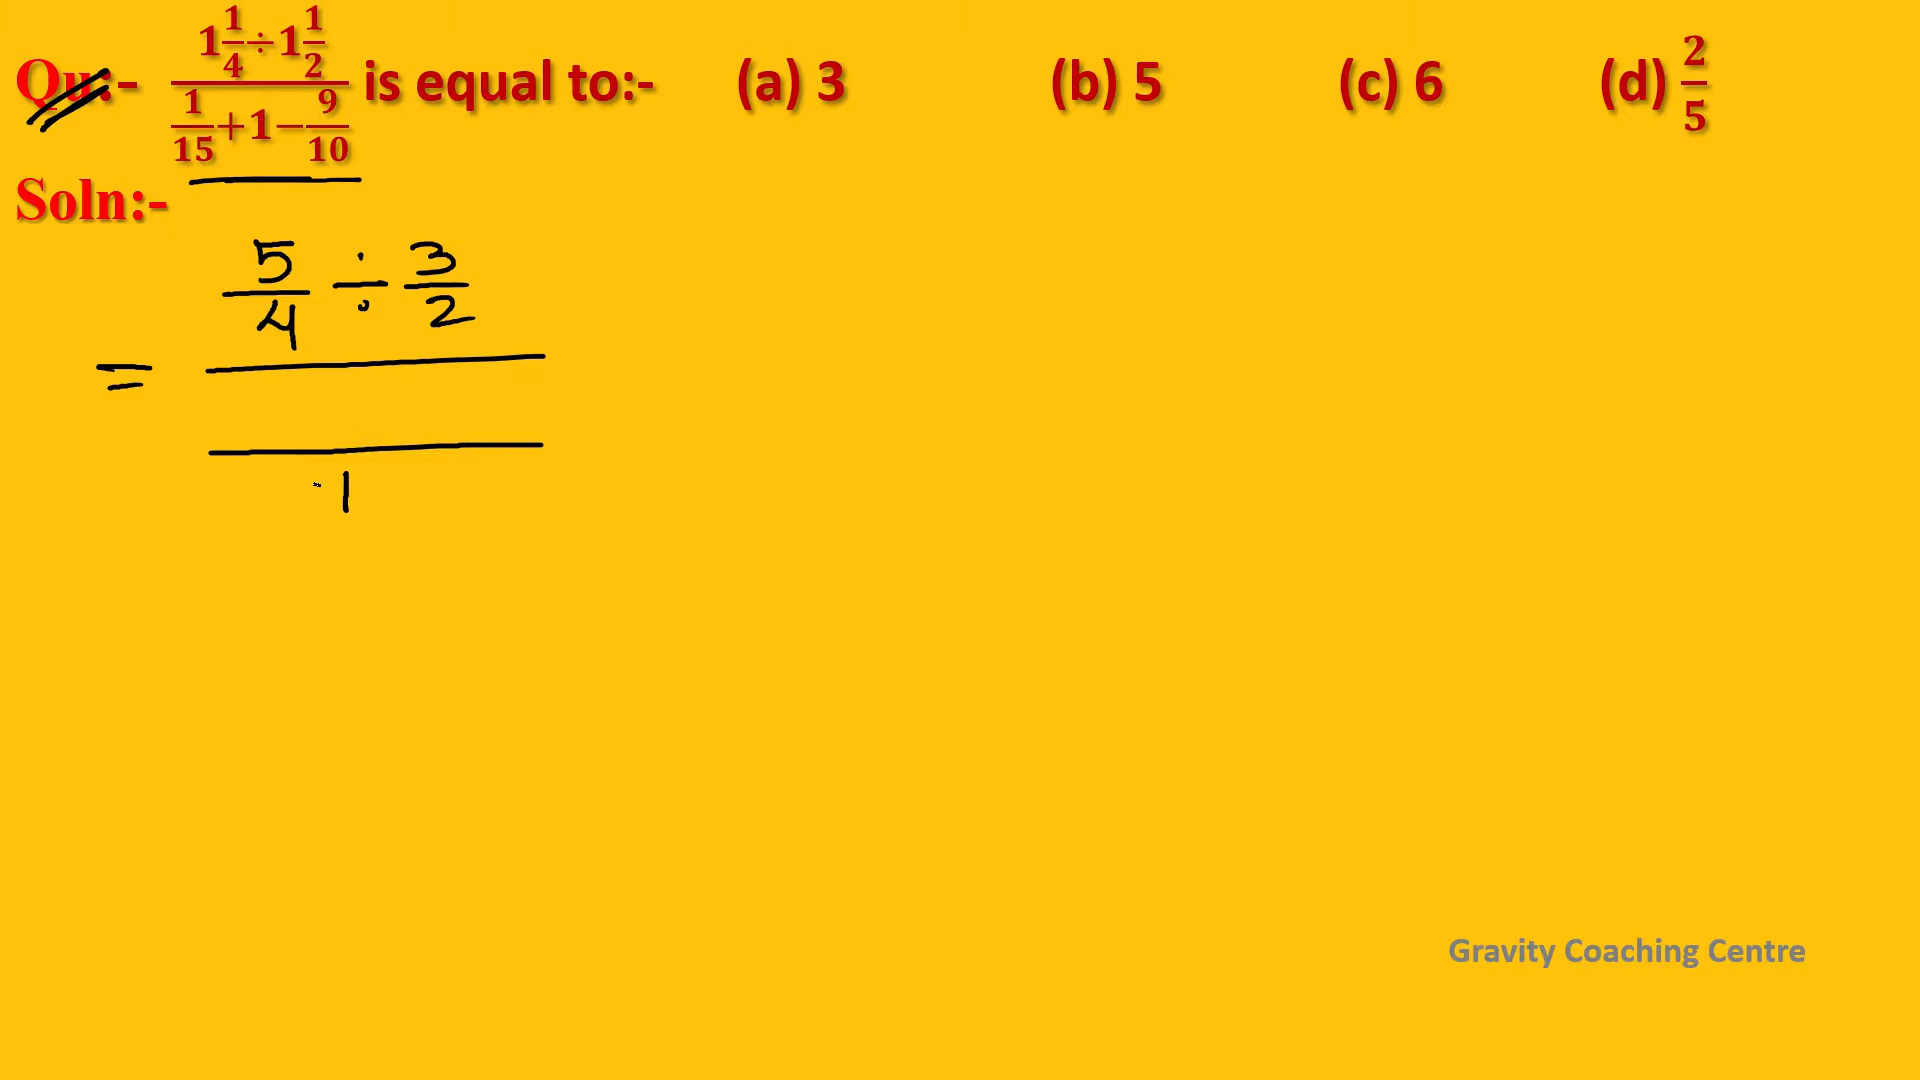 Qu:- (1 1/4 ÷ 1 1/2)/(1/15 + 1 − 9/10) is equal to:- (a) 3 (b) 5 (c) 6 (d) 2/5
Soln:-
5/4 ÷ 3/2
=
1
Gravity Coaching Centre